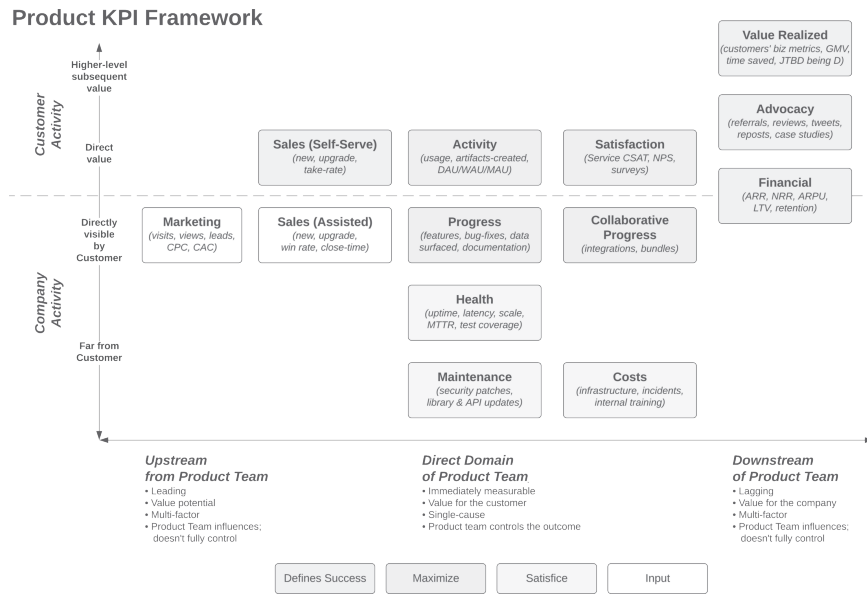 Product KPI Framework
Customer
Activity
Company
Activity
Higher-level
subsequent
value
Direct
value
Directly
visible
by
Customer
Far from
Customer
Value Realized
(customers' biz metrics, GMV,
time saved, JTBD being D)
Advocacy
(referrals, reviews, tweets,
reposts, case studies)
Sales (Self-Serve)
(new, upgrade,
take-rate)
Activity
(usage, artifacts-created,
DAU/WAU/MAU)
Satisfaction
(Service CSAT, NPS,
surveys)
Financial
(ARR, NRR, ARPU,
LTV, retention)
Marketing
(visits, views, leads,
CPC, CAC)
Sales (Assisted)
(new, upgrade,
win rate, close-time)
Progress
(features, bug-fixes, data
surfaced, documentation)
Collaborative
Progress
(integrations, bundles)
Health
(uptime, latency, scale,
MTTR, test coverage)
Maintenance
(security patches,
library & API updates)
Costs
(infrastructure, incidents,
internal training)
Upstream
from Product Team
• Leading
• Value potential
• Multi-factor
• Product Team influences;
doesn't fully control
Direct Domain
of Product Team
• Immediately measurable
• Value for the customer
• Single-cause
• Product team controls the outcome
Downstream
of Product Team
• Lagging
• Value for the company
• Multi-factor
• Product Team influences;
doesn't fully control
Defines Success
Maximize
Satisfice
Input